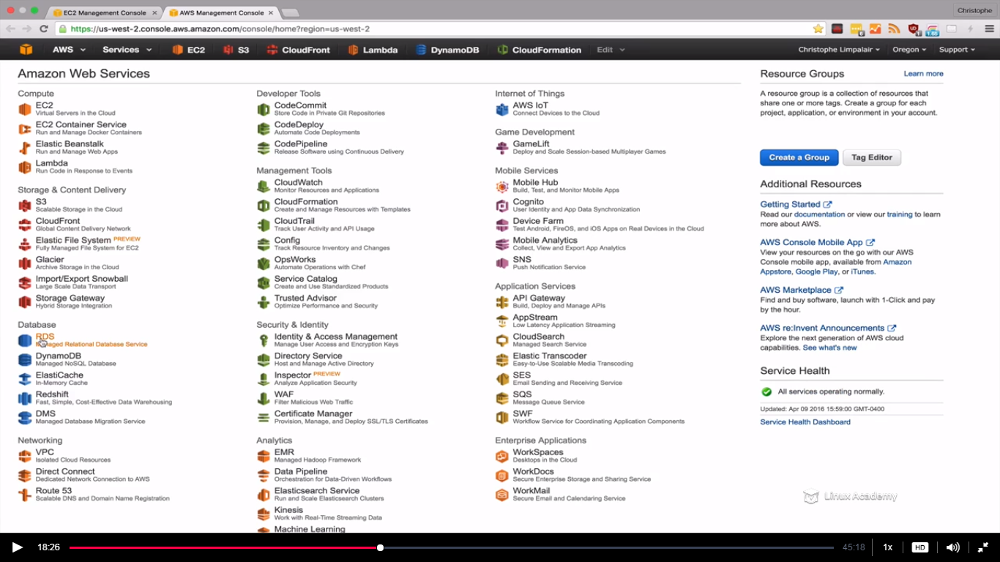 EC2 Management Console
AWS Management Console
Christophe
https://us-west-2.console.aws.amazon.com/console/home?region=us-west-2
AWS Services EC2 S3 CloudFront Lambda DynamoDB CloudFormation Edit Christophe Limpalair Oregon Support
Amazon Web Services
Compute
EC2
Virtual Servers in the Cloud
EC2 Container Service
Run and Manage Docker Containers
Elastic Beanstalk
Run and Manage Web Apps
Lambda
Run Code in Response to Events
Storage & Content Delivery
S3
Scalable Storage in the Cloud
CloudFront
Global Content Delivery Network
Elastic File System PREVIEW
Fully Managed File System for EC2
Glacier
Archive Storage in the Cloud
Import/Export Snowball
Large Scale Data Transport
Storage Gateway
Hybrid Storage Integration
Database
RDS
Managed Relational Database Service
DynamoDB
Managed NoSQL Database
ElastiCache
In-Memory Cache
Redshift
Fast, Simple, Cost-Effective Data Warehousing
DMS
Managed Database Migration Service
Networking
VPC
Isolated Cloud Resources
Direct Connect
Dedicated Network Connection to AWS
Route 53
Scalable DNS and Domain Name Registration
Developer Tools
CodeCommit
Store Code in Private Git Repositories
CodeDeploy
Automate Code Deployments
CodePipeline
Release Software using Continuous Delivery
Management Tools
CloudWatch
Monitor Resources and Applications
CloudFormation
Create and Manage Resources with Templates
CloudTrail
Track User Activity and API Usage
Config
Track Resource Inventory and Changes
OpsWorks
Automate Operations with Chef
Service Catalog
Create and Use Standardized Products
Trusted Advisor
Optimize Performance and Security
Security & Identity
Identity & Access Management
Manage User Access and Encryption Keys
Directory Service
Host and Manage Active Directory
Inspector PREVIEW
Analyze Application Security
WAF
Filter Malicious Web Traffic
Certificate Manager
Provision, Manage, and Deploy SSL/TLS Certificates
Analytics
EMR
Managed Hadoop Framework
Data Pipeline
Orchestration for Data-Driven Workflows
Elasticsearch Service
Run and Scale Elasticsearch Clusters
Kinesis
Work with Real-Time Streaming Data
Machine Learning
Internet of Things
AWS IoT
Connect Devices to the Cloud
Game Development
GameLift
Deploy and Scale Session-based Multiplayer Games
Mobile Services
Mobile Hub
Build, Test, and Monitor Mobile Apps
Cognito
User Identity and App Data Synchronization
Device Farm
Test Android, FireOS, and iOS Apps on Real Devices in the Cloud
Mobile Analytics
Collect, View and Export App Analytics
SNS
Push Notification Service
Application Services
API Gateway
Build, Deploy and Manage APIs
AppStream
Low Latency Application Streaming
CloudSearch
Managed Search Service
Elastic Transcoder
Easy-to-Use Scalable Media Transcoding
SES
Email Sending and Receiving Service
SQS
Message Queue Service
SWF
Workflow Service for Coordinating Application Components
Enterprise Applications
WorkSpaces
Desktops in the Cloud
WorkDocs
Secure Enterprise Storage and Sharing Service
WorkMail
Secure Email and Calendaring Service
Resource Groups Learn more
A resource group is a collection of resources that
share one or more tags. Create a group for each
project, application, or environment in your account.
Create a Group Tag Editor
Additional Resources
Getting Started
Read our documentation or view our training to learn
more about AWS.
AWS Console Mobile App
View your resources on the go with our AWS
Console mobile app, available from Amazon
Appstore, Google Play, or iTunes.
AWS Marketplace
Find and buy software, launch with 1-Click and pay
by the hour.
AWS re:Invent Announcements
Explore the next generation of AWS cloud
capabilities. See what's new
Service Health
All services operating normally.
Updated: Apr 09 2016 15:59:00 GMT-0400
Service Health Dashboard
Linux Academy
18:26 45:18 1x HD